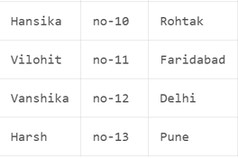 Hansika no-10 Rohtak
Vilohit no-11 Faridabad
Vanshika no-12 Delhi
Harsh no-13 Pune